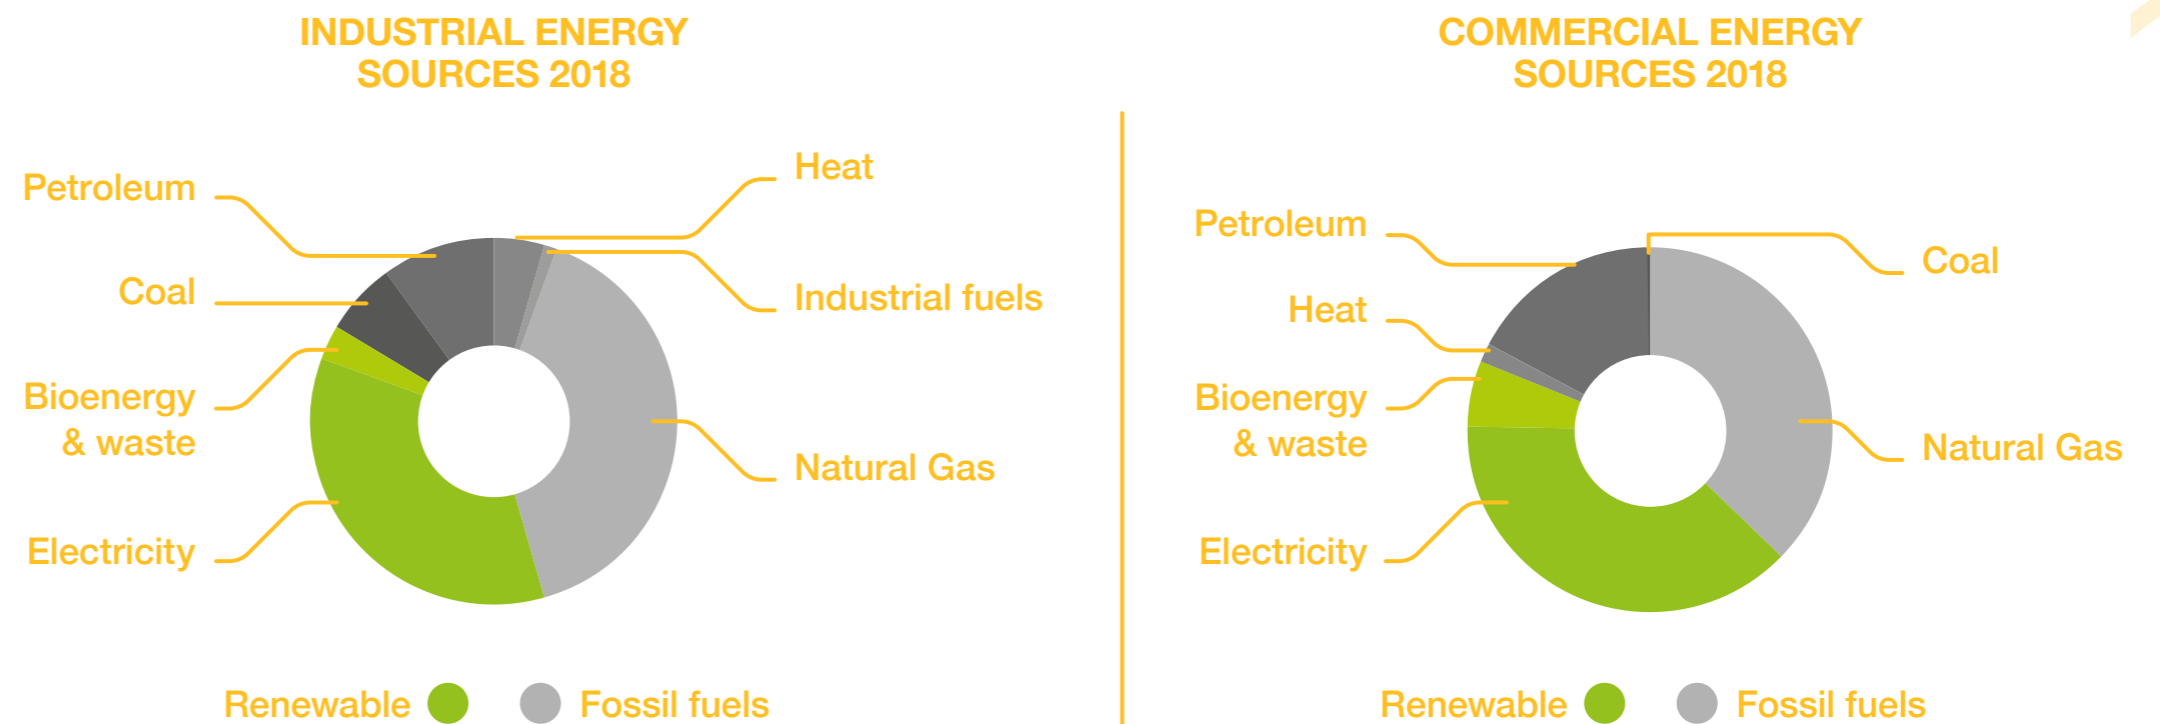 INDUSTRIAL ENERGY
SOURCES 2018
Petroleum
Coal
Bioenergy
& waste
Electricity
Heat
Industrial fuels
Natural Gas
Renewable
Fossil fuels
COMMERCIAL ENERGY
SOURCES 2018
Petroleum
Heat
Bioenergy
& waste
Electricity
Coal
Natural Gas
Renewable
Fossil fuels